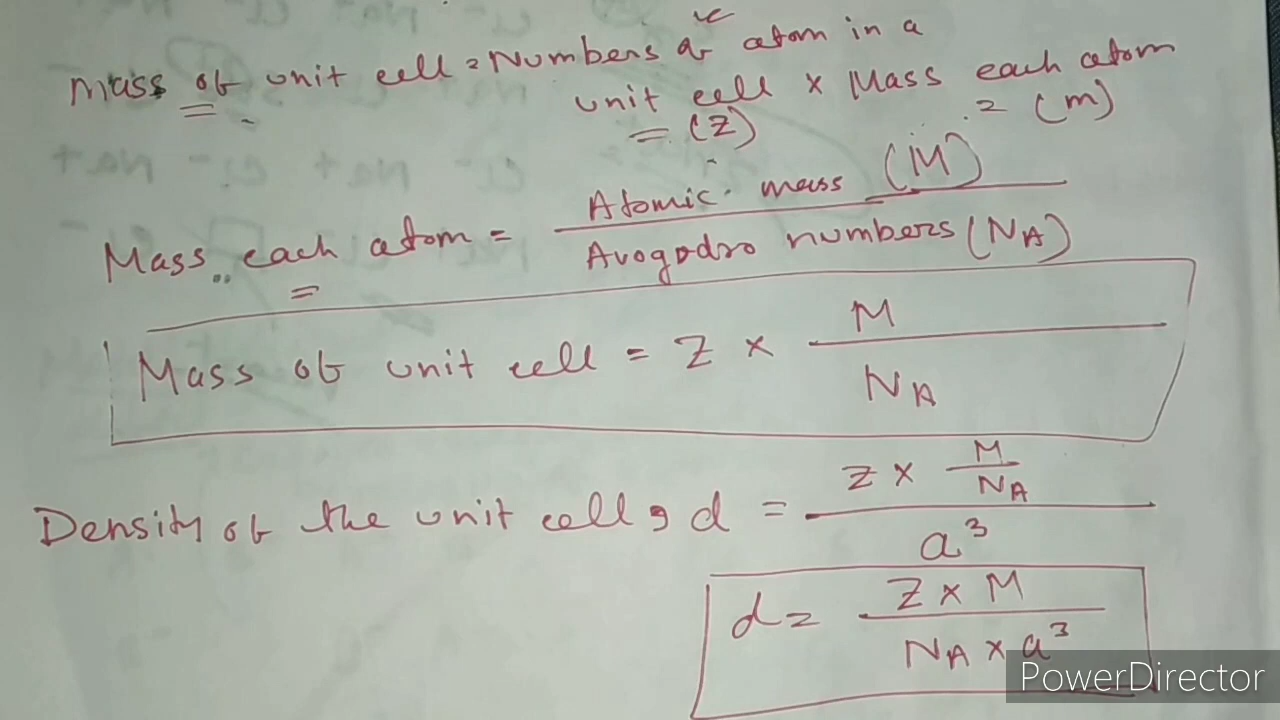 Mass of unit cell = Numbers of atom in a
unit cell × Mass each atom
= (Z) = (m)
Mass each atom = Atomic mass (M) / Avogodro numbers (NA)
Mass of unit cell = Z × M / NA
Density of the unit cell, d = Z × M/NA / a³
d = Z × M / NA × a³
PowerDirector